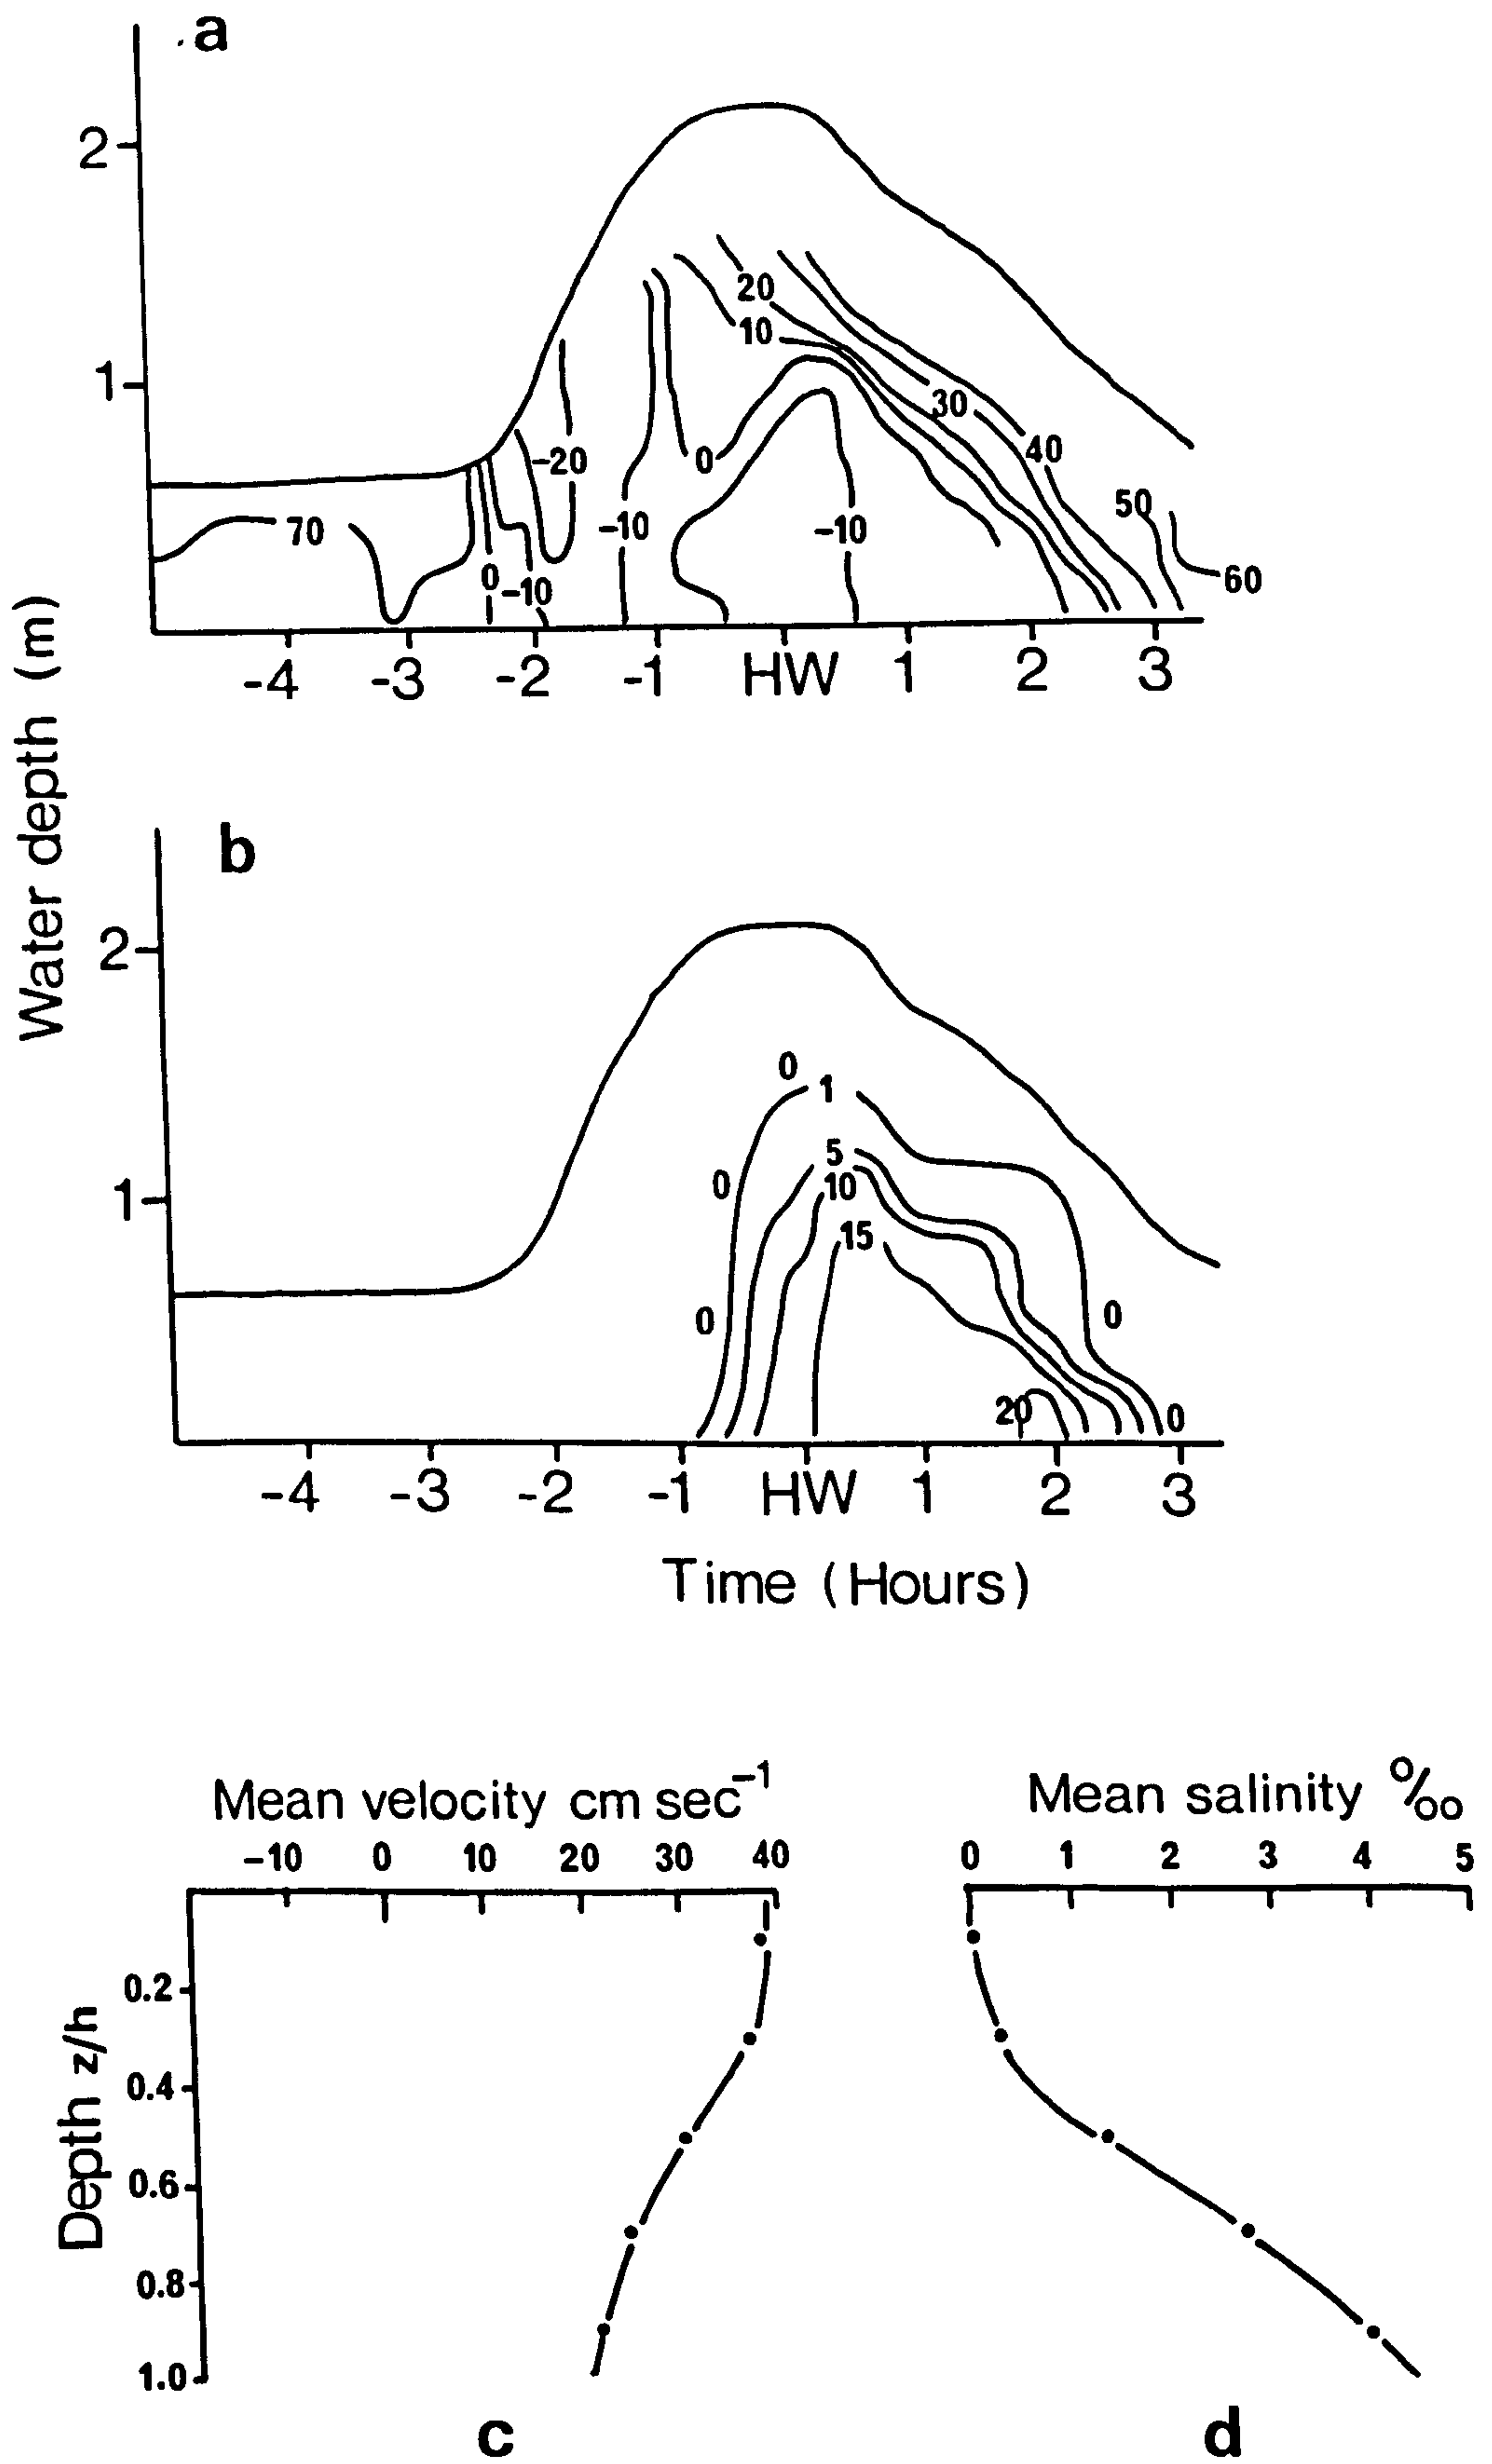 a
2
20
10
1
30
40
-20
0
50
70
-10
-10
0
-10
60
-4 -3 -2 -1 HW 1 2 3
Water depth (m)
b
2
0
1
5
0
10
1
15
0
0
20
0
-4 -3 -2 -1 HW 1 2 3
Time (Hours)
Mean velocity cm sec⁻¹
-10 0 10 20 30 40
Depth z/h
0.2
0.4
0.6
0.8
1.0
c
Mean salinity ‰
0 1 2 3 4 5
d